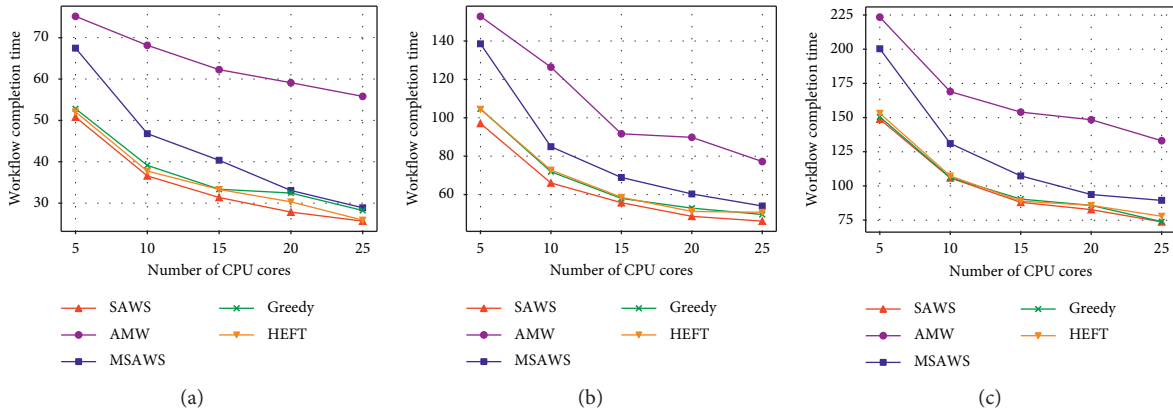 Workflow completion time
70
60
50
40
30
5 10 15 20 25
Number of CPU cores
SAWS
AMW
MSAWS
Greedy
HEFT
(a)
Workflow completion time
140
120
100
80
60
5 10 15 20 25
Number of CPU cores
SAWS
AMW
MSAWS
Greedy
HEFT
(b)
Workflow completion time
225
200
175
150
125
100
75
5 10 15 20 25
Number of CPU cores
SAWS
AMW
MSAWS
Greedy
HEFT
(c)